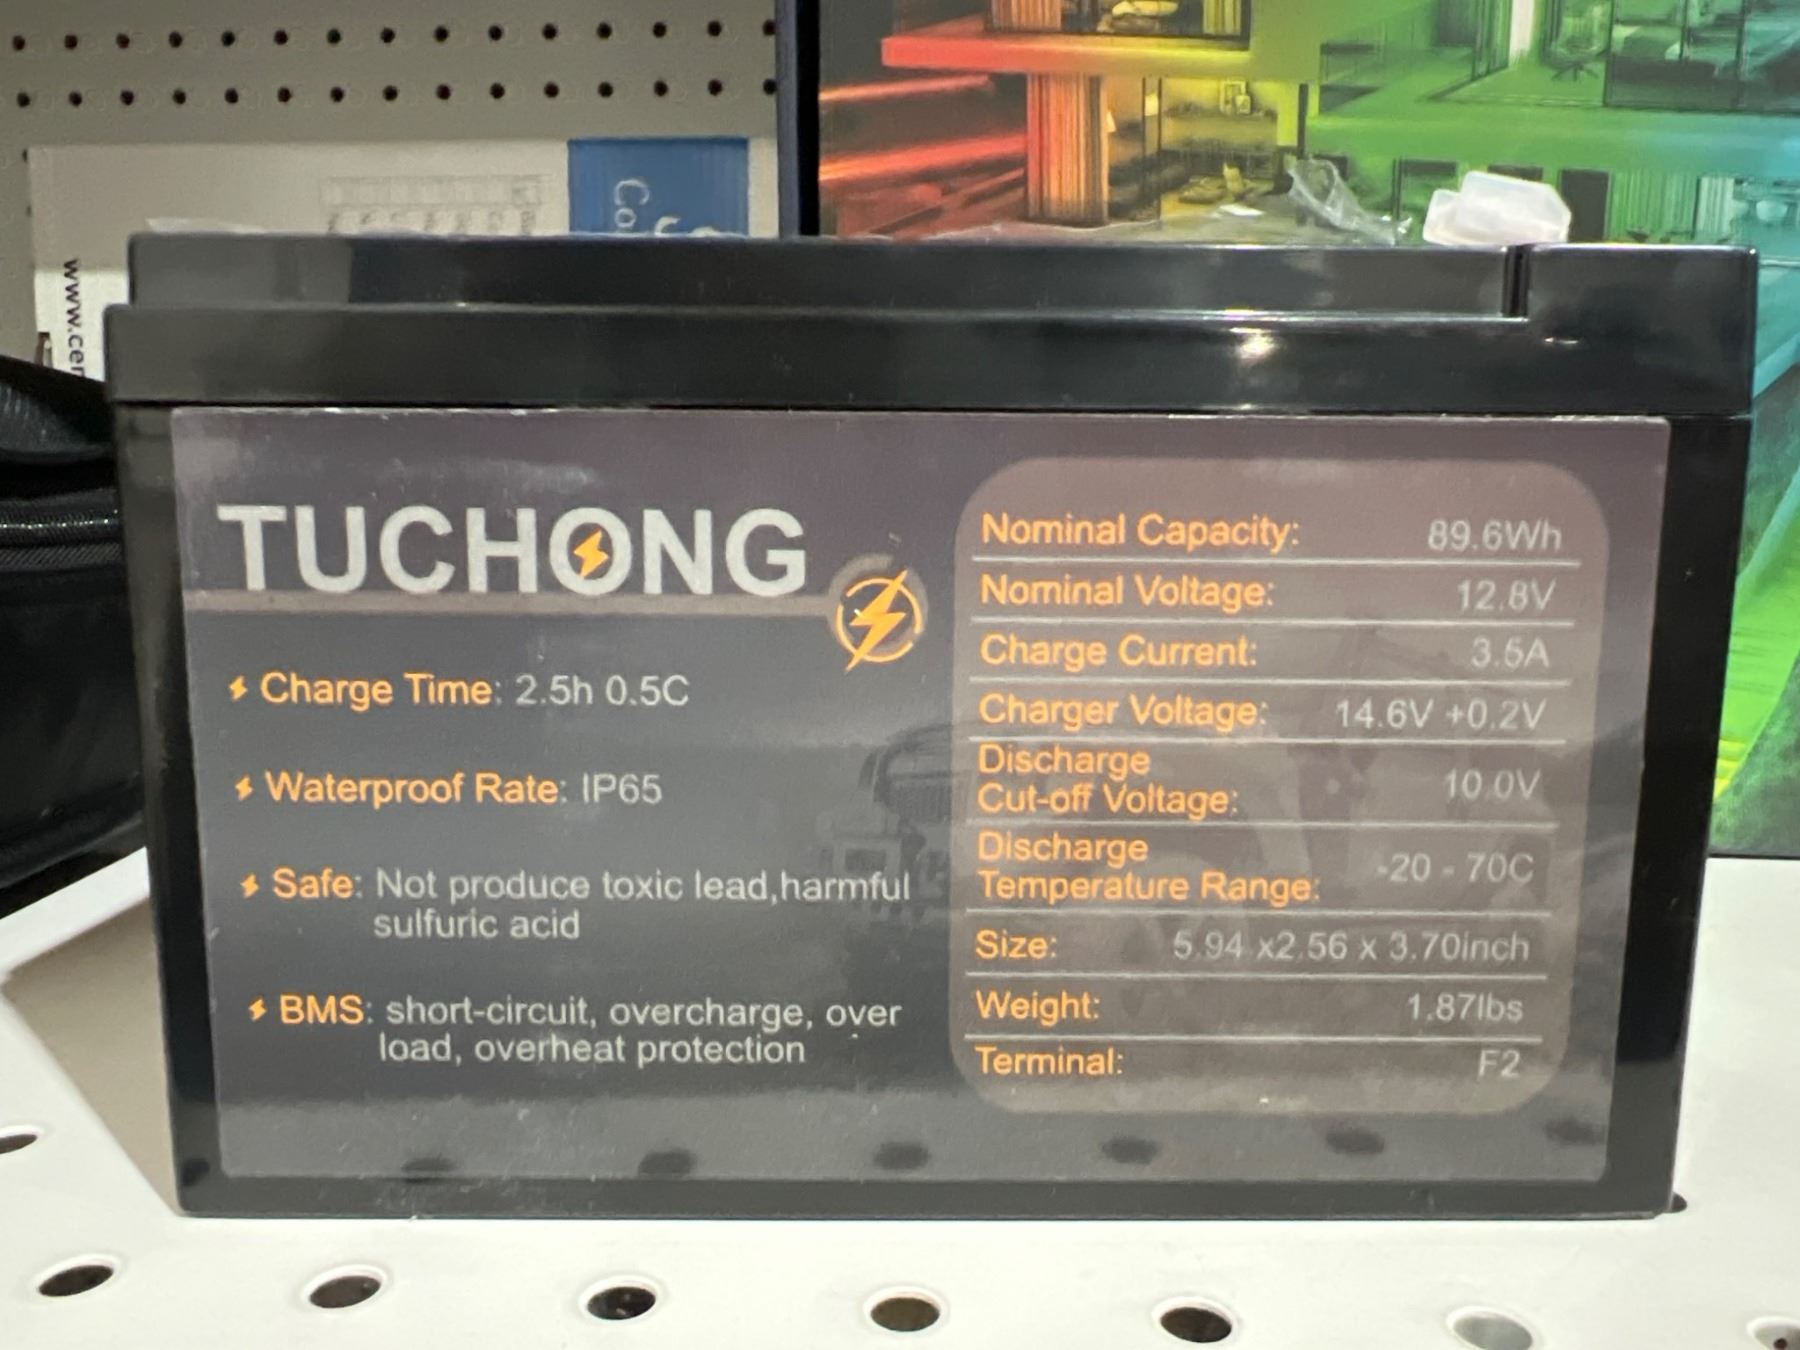 www.cer
Co
TUCHONG
Charge Time: 2.5h 0.5C
Waterproof Rate: IP65
Safe: Not produce toxic lead,harmful
sulfuric acid
BMS: short-circuit, overcharge, over
load, overheat protection
Nominal Capacity: 89.6Wh
Nominal Voltage: 12.8V
Charge Current: 3.5A
Charger Voltage: 14.6V +0.2V
Discharge
Cut-off Voltage: 10.0V
Discharge
Temperature Range: -20 - 70C
Size: 5.94 x2.56 x 3.70inch
Weight: 1.87lbs
Terminal: F2